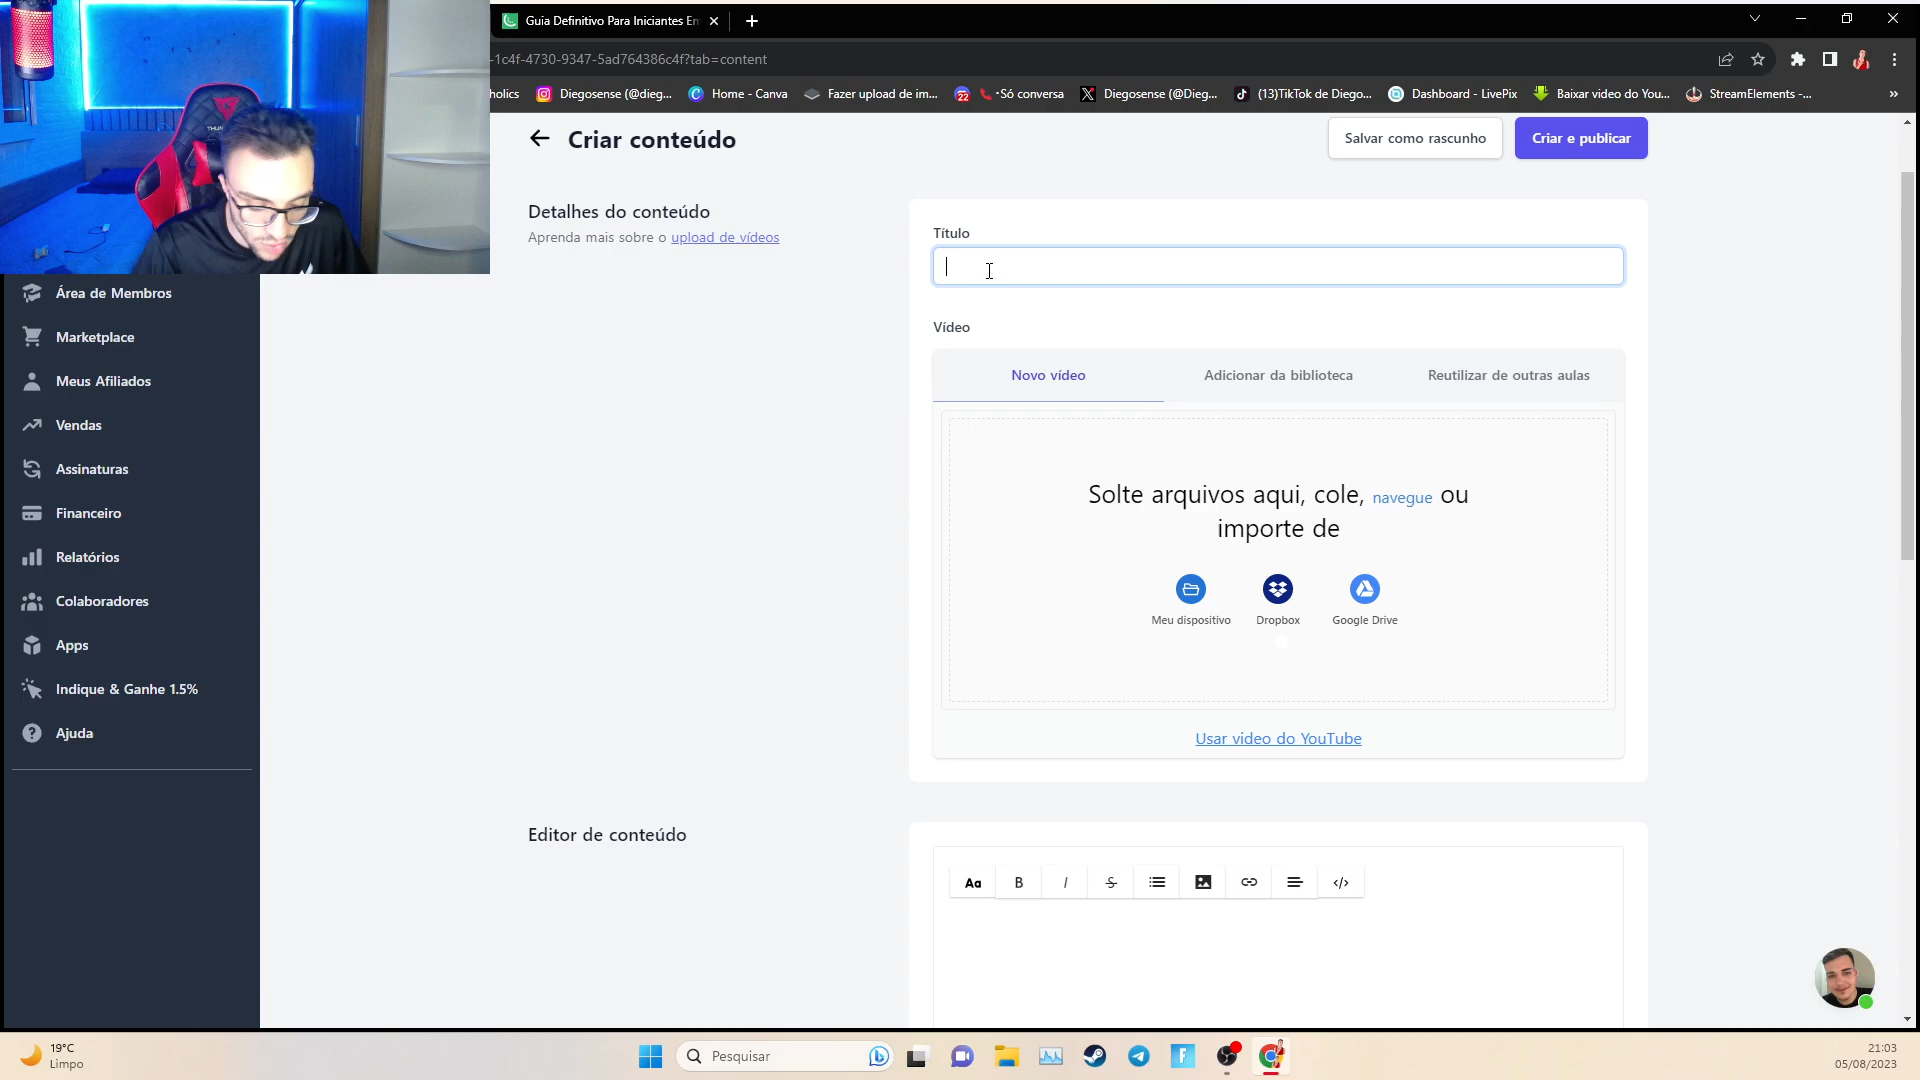 Guia Definitivo Para Iniciantes Em
-1c4f-4730-9347-5ad764386c4f?tab=content
holics
Diegosense (@dieg...
Home - Canva
Fazer upload de im...
22
Só conversa
Diegosense (@Dieg...
(13)TikTok de Diego...
Dashboard - LivePix
Baixar video do You...
StreamElements -...
»
Criar conteúdo
Salvar como rascunho
Criar e publicar
Detalhes do conteúdo
Aprenda mais sobre o upload de vídeos
Título
Vídeo
Novo vídeo
Adicionar da biblioteca
Reutilizar de outras aulas
Solte arquivos aqui, cole, navegue ou
importe de
Meu dispositivo
Dropbox
Google Drive
Usar video do YouTube
Editor de conteúdo
Aa
B
I
S
</>
Área de Membros
Marketplace
Meus Afiliados
Vendas
Assinaturas
Financeiro
Relatórios
Colaboradores
Apps
Indique & Ganhe 1.5%
Ajuda
19°C
Limpo
Pesquisar
21:03
05/08/2023